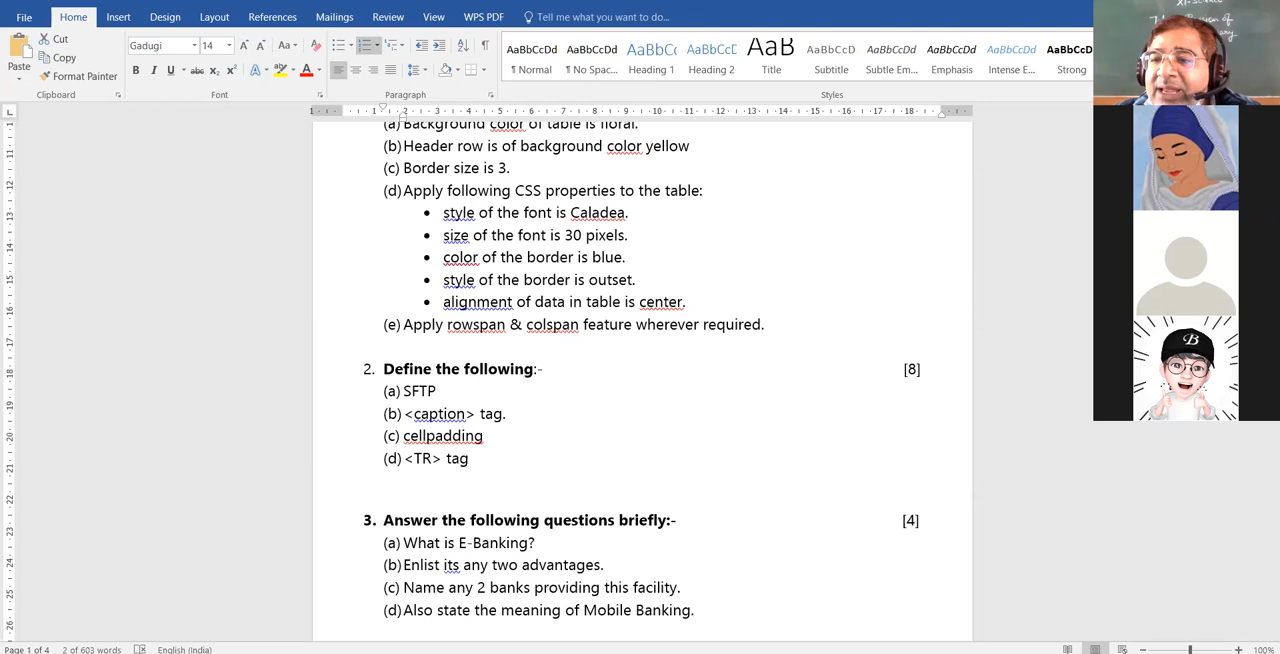 File Home Insert Design Layout References Mailings Review View WPS PDF Tell me what you want to do...
Paste Cut Copy Format Painter
Gadugi 14
AaBbCcDd AaBbCcDd AaBbCc AaBbCcD AaB AaBbCcD AaBbCcDd AaBbCcDd AaBbCcDd AaBbCcDd
¶ Normal ¶ No Spac... Heading 1 Heading 2 Title Subtitle Subtle Em... Emphasis Intense E... Strong
Clipboard Font Paragraph Styles
(a) Background color of table is floral.
(b) Header row is of background color yellow
(c) Border size is 3.
(d) Apply following CSS properties to the table:
• style of the font is Caladea.
• size of the font is 30 pixels.
• color of the border is blue.
• style of the border is outset.
• alignment of data in table is center.
(e) Apply rowspan & colspan feature wherever required.
2. Define the following:- [8]
(a) SFTP
(b) <caption> tag.
(c) cellpadding
(d) <TR> tag
3. Answer the following questions briefly:- [4]
(a) What is E-Banking?
(b) Enlist its any two advantages.
(c) Name any 2 banks providing this facility.
(d) Also state the meaning of Mobile Banking.
Page 1 of 4 2 of 603 words English (India) 100%